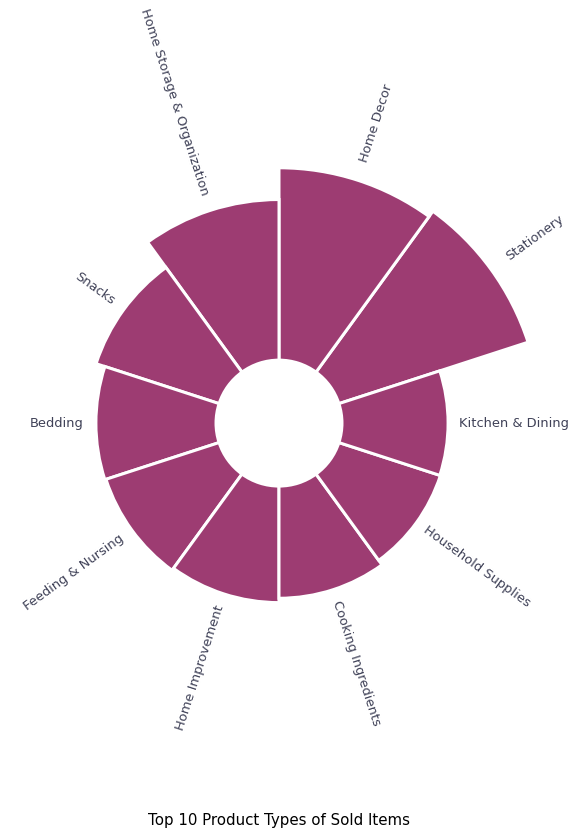 Home Storage & Organization
Home Decor
Stationery
Snacks
Bedding
Kitchen & Dining
Feeding & Nursing
Household Supplies
Home Improvement
Cooking Ingredients
Top 10 Product Types of Sold Items